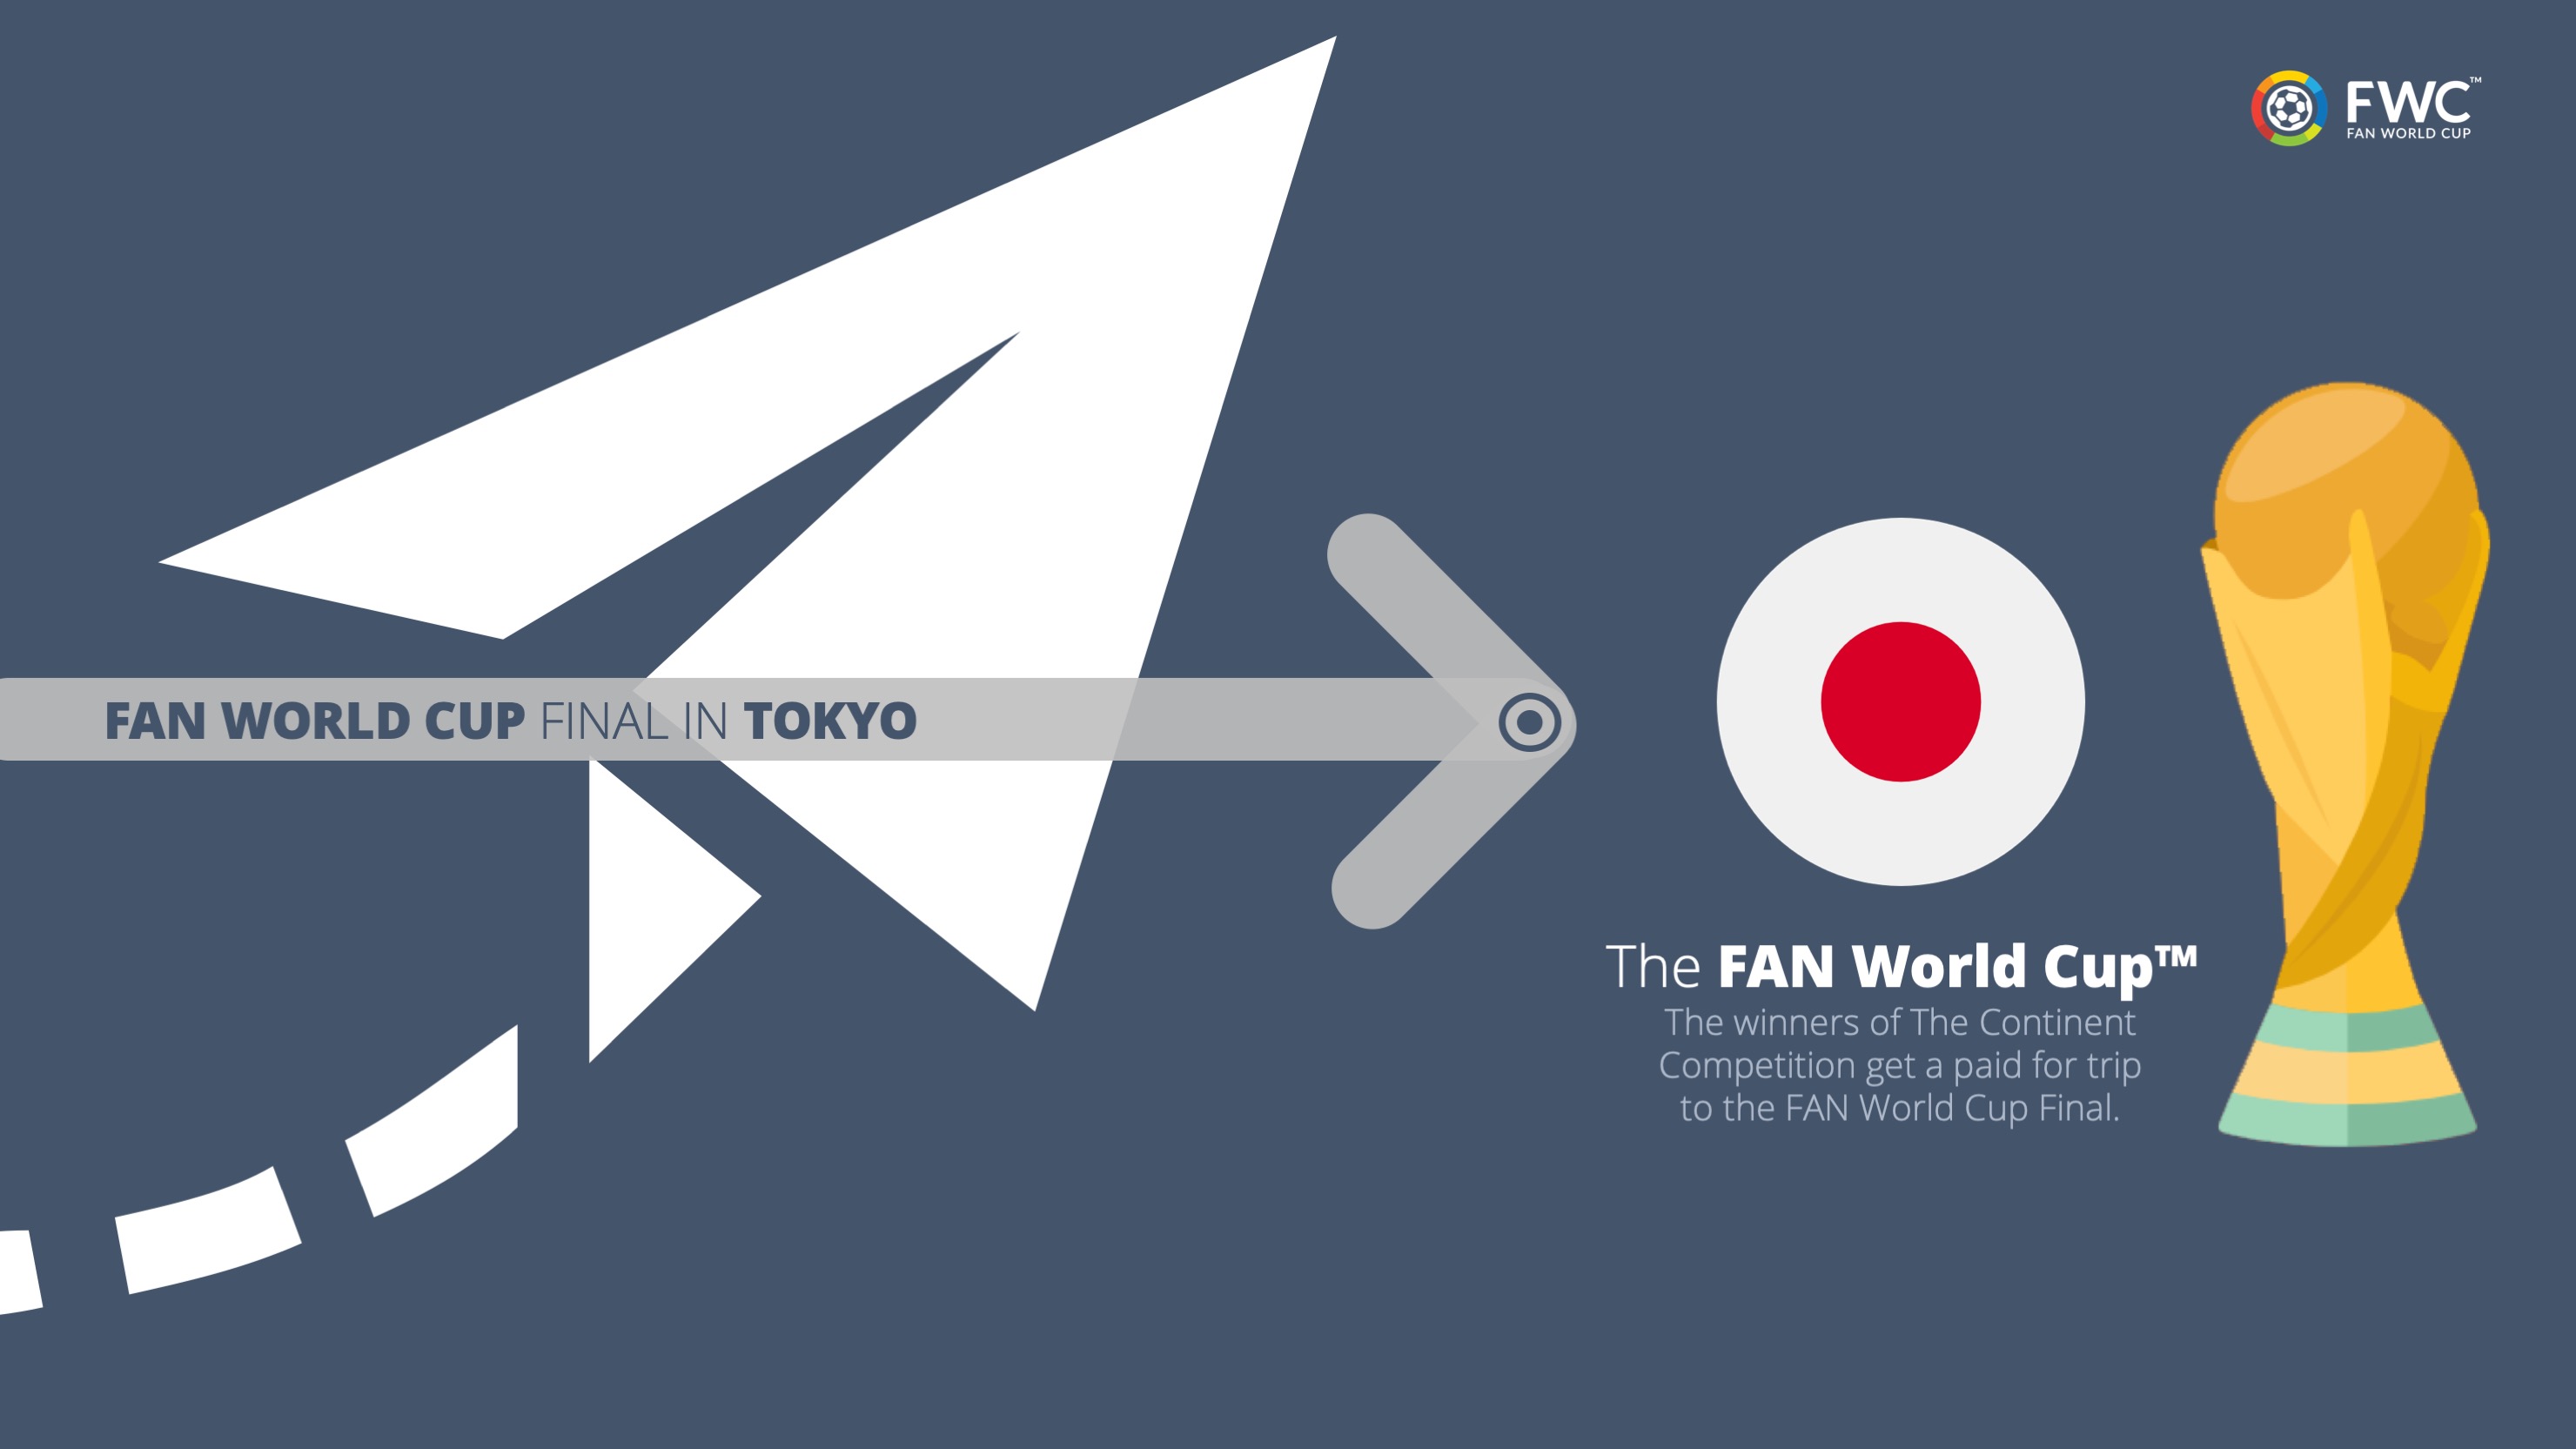 FWC™
FAN WORLD CUP
FAN WORLD CUP FINAL IN TOKYO
The FAN World Cup™
The winners of The Continent
Competition get a paid for trip
to the FAN World Cup Final.